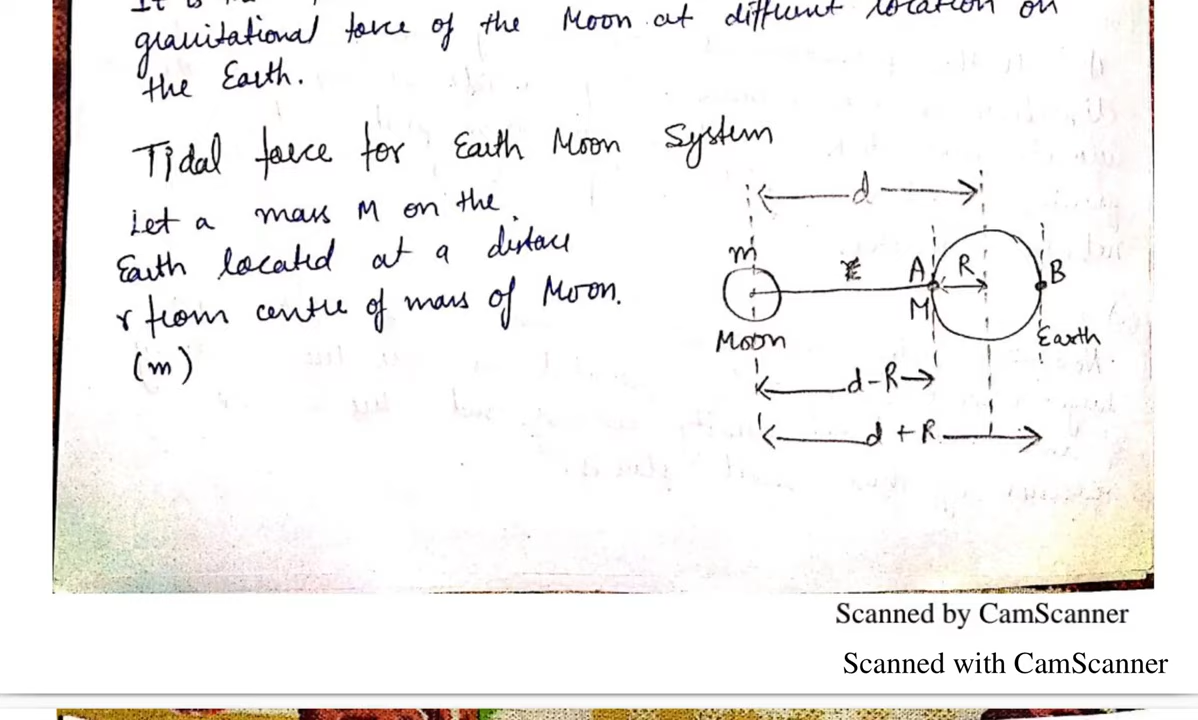 gravitational force of the Moon at different location on
the Earth.
Tidal force for Earth Moon System
Let a mass M on the
Earth located at a distace
r from centre of mass of Moon.
(m)
d
m
A
R
B
M
Moon
Earth
d-R
d+R
Scanned by CamScanner
Scanned with CamScanner